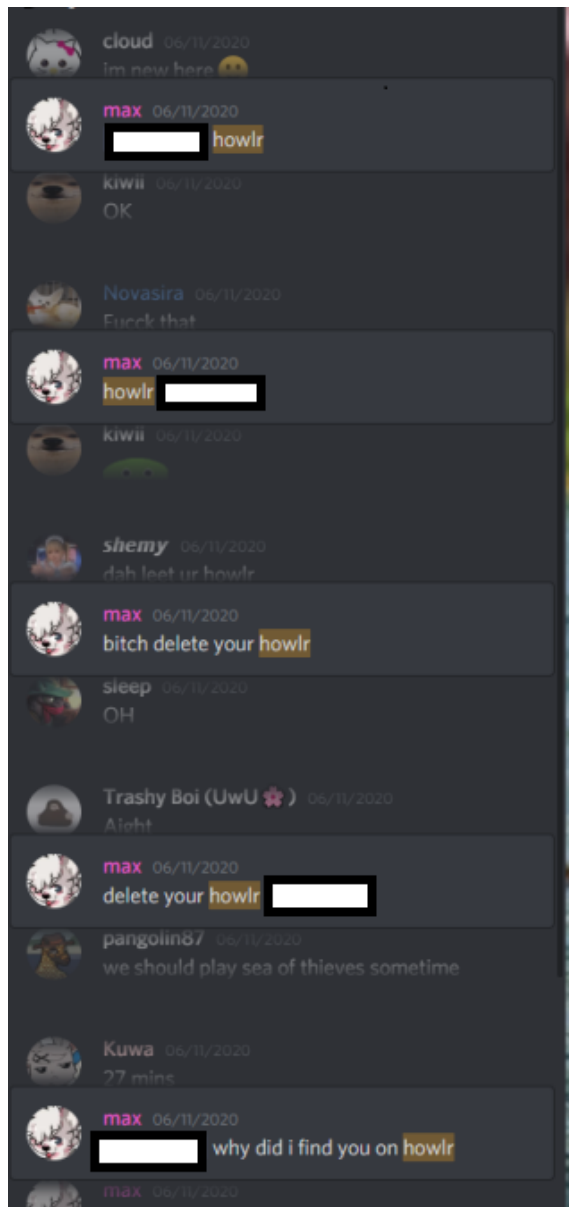 cloud 06/11/2020
im new here
max 06/11/2020
howlr
kiwii 06/11/2020
OK
Novasira 06/11/2020
Fucck that
max 06/11/2020
howlr
kiwii 06/11/2020
shemy 06/11/2020
dah leet ur howlr
max 06/11/2020
bitch delete your howlr
sleep 06/11/2020
OH
Trashy Boi (UwU 🌸 ) 06/11/2020
Aight
max 06/11/2020
delete your howlr
pangolin87 06/11/2020
we should play sea of thieves sometime
Kuwa 06/11/2020
27 mins
max 06/11/2020
why did i find you on howlr
max 06/11/2020